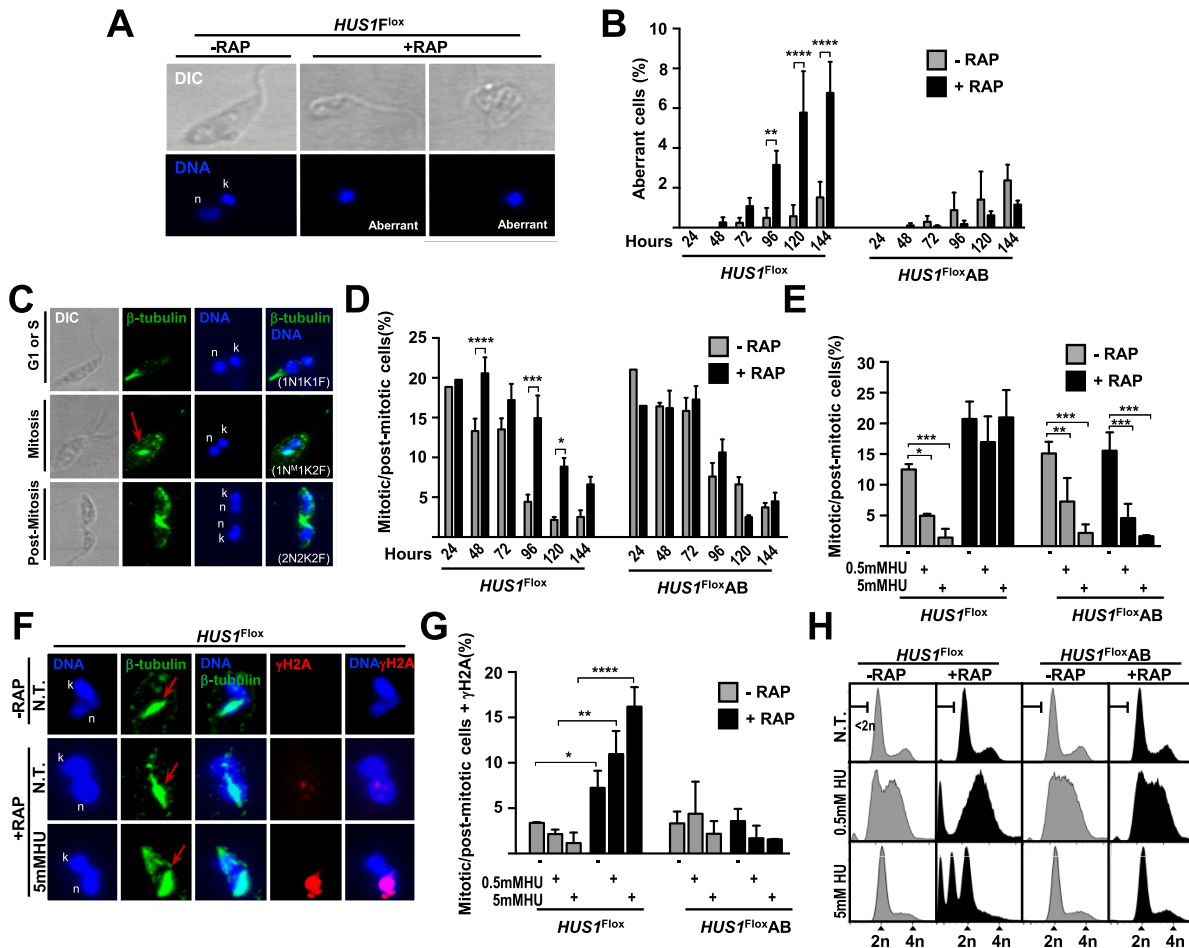 A
HUS1Flox
-RAP
+RAP
DIC
DNA
n
k
Aberrant
Aberrant
B
Aberrant cells (%)
10
8
6
4
2
- RAP
+ RAP
**
****
****
Hours
24 48 72 96 120 144 24 48 72 96 120 144
HUS1Flox
HUS1FloxAB
C
DIC
β-tubulin
DNA
β-tubulin
DNA
G1 or S
n
k
(1N1K1F)
Mitosis
k
n
(1NM1K2F)
Post-Mitosis
k
n
n
k
(2N2K2F)
D
Mitotic/post-mitotic cells(%)
25
20
15
10
5
- RAP
+ RAP
****
***
*
Hours
24 48 72 96 120 144 24 48 72 96 120 144
HUS1Flox
HUS1FloxAB
E
Mitotic/post-mitotic cells(%)
30
25
20
15
10
5
- RAP
+ RAP
***
*
***
**
***
***
- - - -
0.5mMHU + + + +
5mMHU + + + +
HUS1Flox
HUS1FloxAB
F
HUS1Flox
DNA
β-tubulin
DNA
β-tubulin
γH2A
DNAγH2A
-RAP
N.T.
k
n
+RAP
N.T.
k
n
5mMHU
k
n
G
Mitotic/post-mitotic cells + γH2A(%)
20
15
10
5
0
- RAP
+ RAP
****
**
*
- - - -
0.5mMHU + + + +
5mMHU + + + +
HUS1Flox
HUS1FloxAB
H
HUS1Flox
HUS1FloxAB
-RAP
+RAP
-RAP
+RAP
N.T.
<2n
0.5mM HU
5mM HU
2n 4n 2n 4n 2n 4n 2n 4n